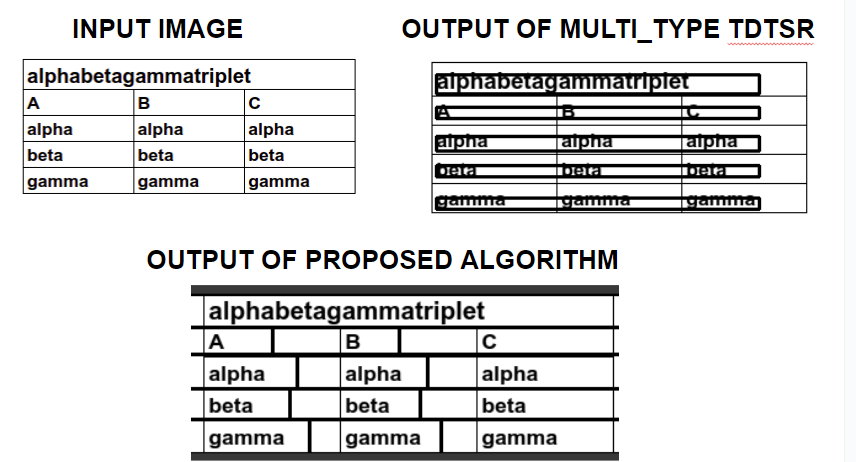 INPUT IMAGE
alphabetagammatriplet
A B C
alpha alpha alpha
beta beta beta
gamma gamma gamma
OUTPUT OF MULTI_TYPE TDTSR
alphabetagammatriplet
A B C
alpha alpha alpha
beta beta beta
gamma gamma gamma
OUTPUT OF PROPOSED ALGORITHM
alphabetagammatriplet
A B C
alpha alpha alpha
beta beta beta
gamma gamma gamma